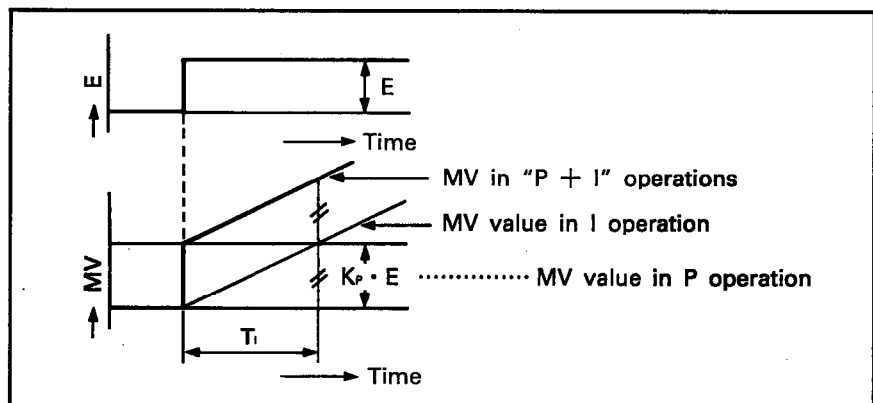 E
E
Time
MV in "P + I" operations
MV value in I operation
MV
KP · E ·········· MV value in P operation
TI
Time